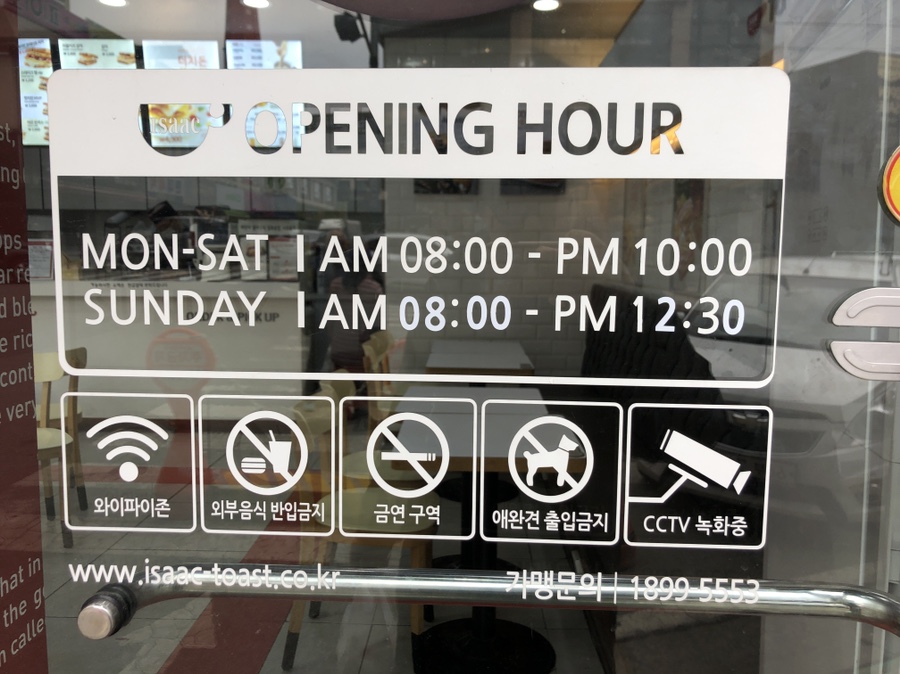 isaac OPENING HOUR
MON-SAT | AM 08:00 - PM 10:00
SUNDAY | AM 08:00 - PM 12:30
와이파이존
외부음식 반입금지
금연 구역
애완견 출입금지
CCTV 녹화중
www.isaac-toast.co.kr
가맹문의 | 1899-5553